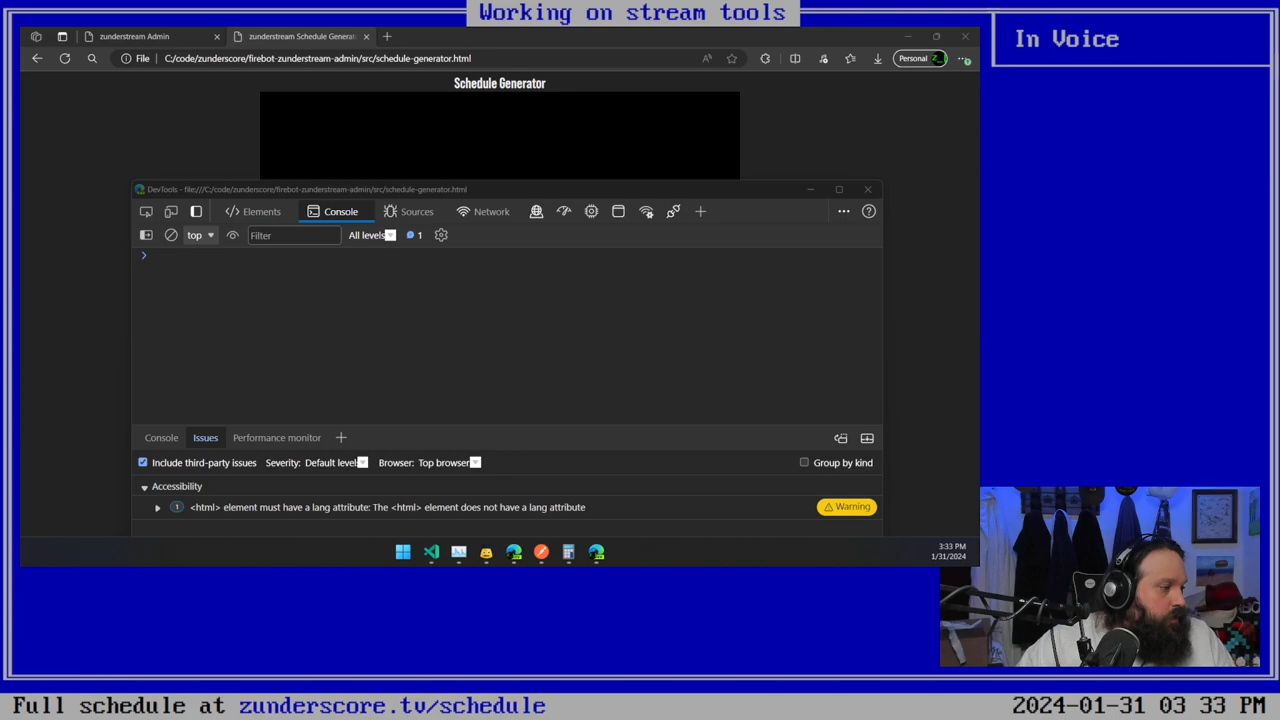 Working on stream tools
zunderstream Admin
zunderstream Schedule Generato
In Voice
File
C:/code/zunderscore/firebot-zunderstream-admin/src/schedule-generator.html
Personal
Schedule Generator
DevTools - file:///C:/code/zunderscore/firebot-zunderstream-admin/src/schedule-generator.html
Elements
Console
Sources
Network
top
Filter
All levels
1
Console
Issues
Performance monitor
Include third-party issues
Severity: Default level
Browser: Top browser
Group by kind
Accessibility
1 <html> element must have a lang attribute: The <html> element does not have a lang attribute
Warning
3:33 PM
1/31/2024
Full schedule at zunderscore.tv/schedule
2024-01-31 03 33 PM